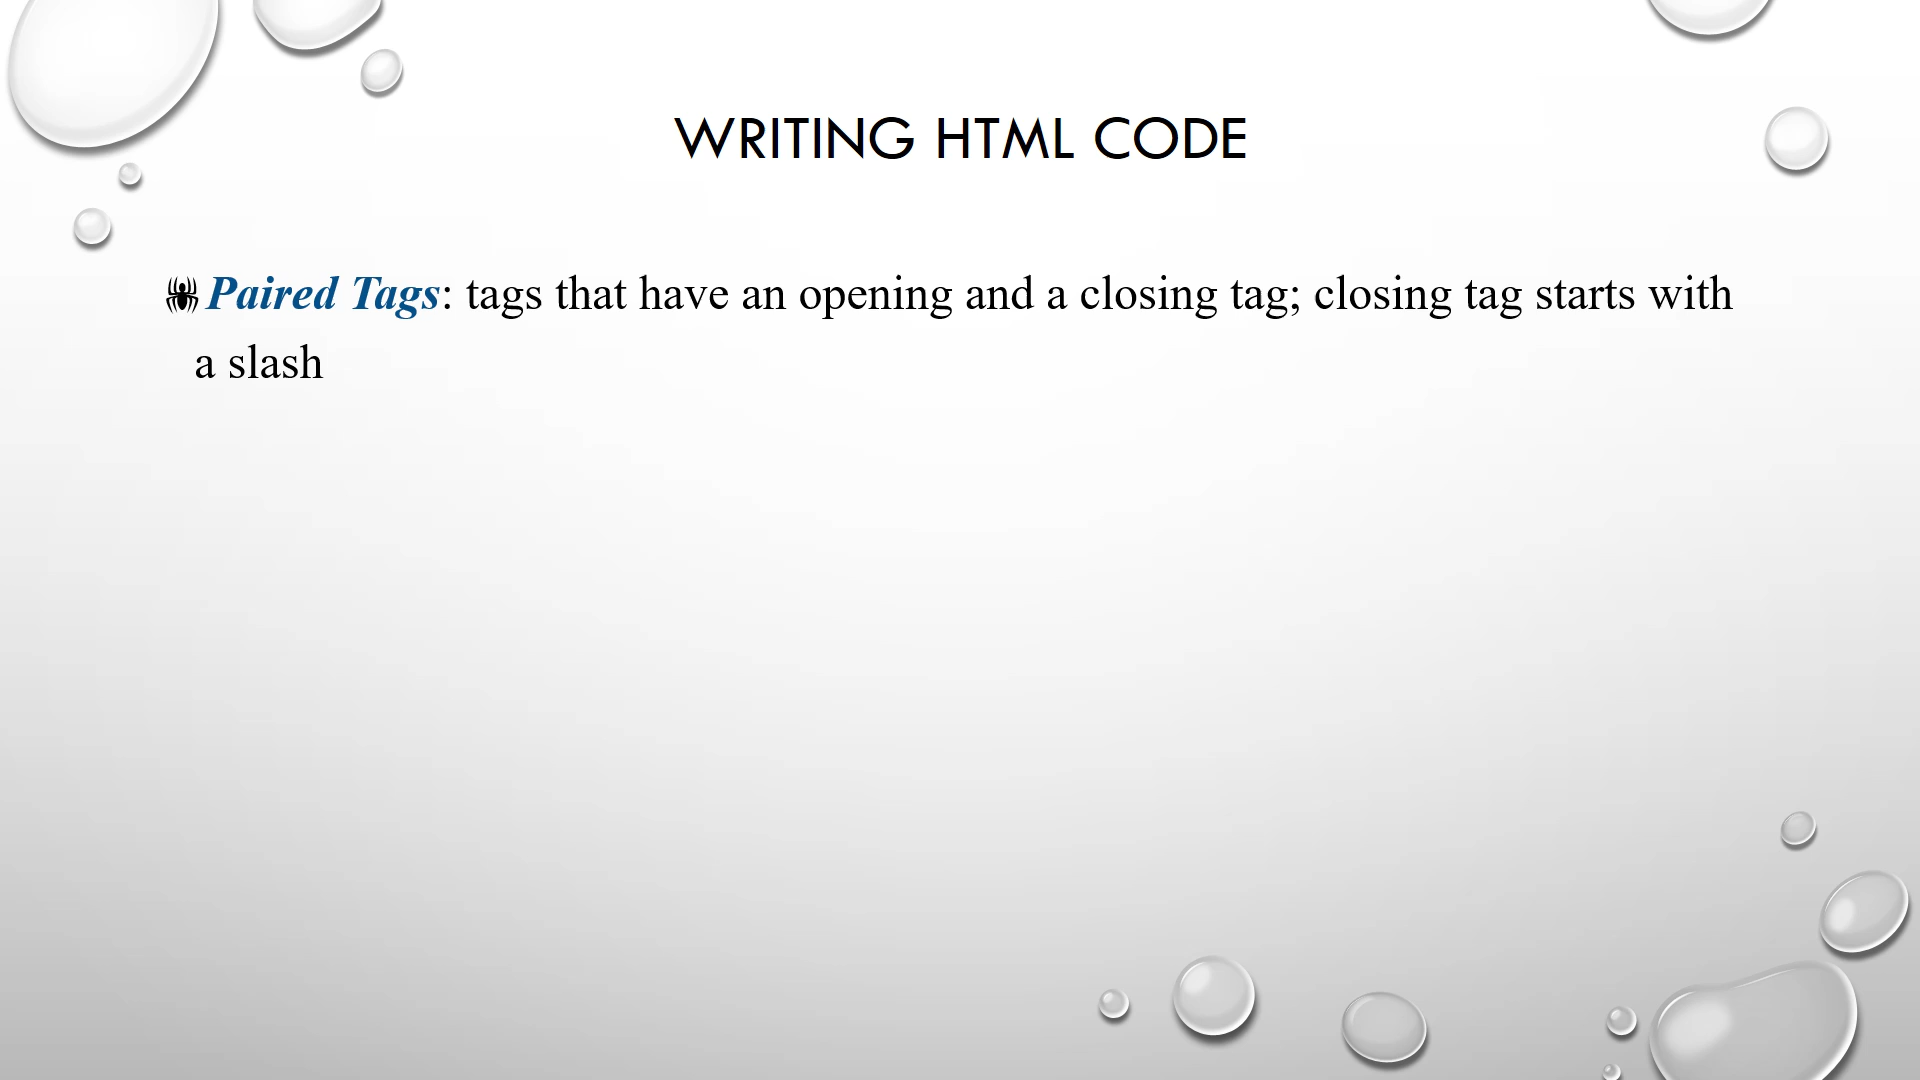 WRITING HTML CODE
Paired Tags: tags that have an opening and a closing tag; closing tag starts with
a slash